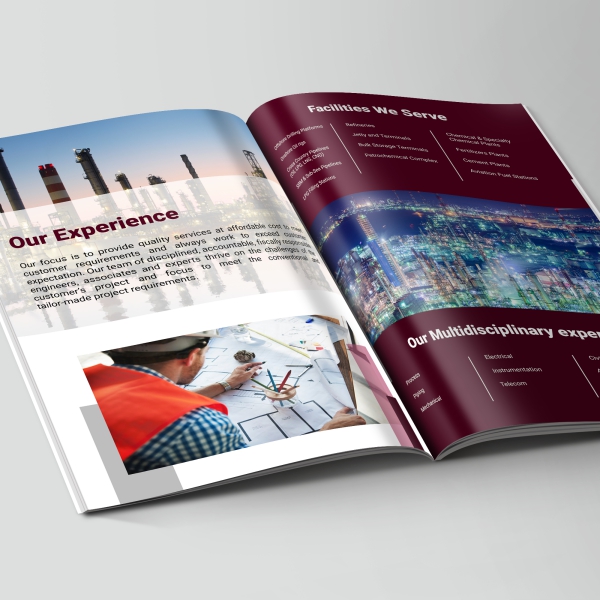 Our Experience
Our focus is to provide quality services at affordable cost to meet
customer requirements and always work to exceed customer
expectation. Our team of disciplined, accountable, fiscally responsible
engineers, associates and experts thrive on the challenges of
customer's project and focus to meet the conventional
tailor-made project requirements.
Facilities We Serve
Offshore Drilling Platforms
Onshore Oil rigs
Cross Country Pipelines
LPG Filling Stations
Refineries
Jetty and Terminals
Bulk Storage Terminals
Petrochemical Complex
Chemical & Specialty
Chemical Plants
Fertilizers Plants
Cement Plants
Aviation Fuel Stations
Our Multidisciplinary exper
Process
Piping
Mechanical
Electrical
Instrumentation
Telecom